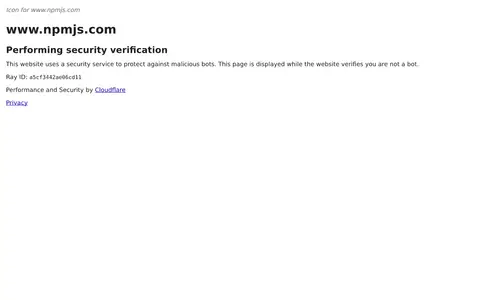 Icon for www.npmjs.com
www.npmjs.com
Performing security verification
This website uses a security service to protect against malicious bots. This page is displayed while the website verifies you are not a bot.
Ray ID: a5cf3442ae06cd11
Performance and Security by Cloudflare
Privacy